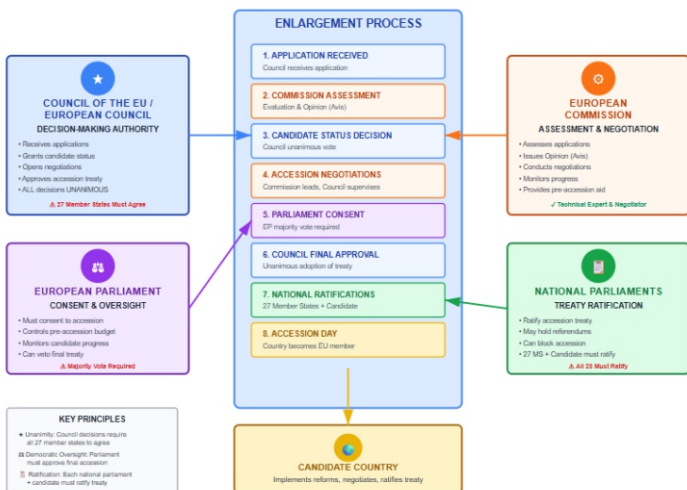 ENLARGEMENT PROCESS
1. APPLICATION RECEIVED
Council receives application
2. COMMISSION ASSESSMENT
Evaluation & Opinion (Avis)
3. CANDIDATE STATUS DECISION
Council unanimous vote
4. ACCESSION NEGOTIATIONS
Commission leads, Council supervises
5. PARLIAMENT CONSENT
EP majority vote required
6. COUNCIL FINAL APPROVAL
Unanimous adoption of treaty
7. NATIONAL RATIFICATIONS
27 Member States + Candidate
8. ACCESSION DAY
Country becomes EU member
COUNCIL OF THE EU /
EUROPEAN COUNCIL
DECISION-MAKING AUTHORITY
• Receives applications
• Grants candidate status
• Opens negotiations
• Approves accession treaty
• ALL decisions UNANIMOUS
⚠ 27 Member States Must Agree
EUROPEAN
COMMISSION
ASSESSMENT & NEGOTIATION
• Assesses applications
• Issues Opinion (Avis)
• Conducts negotiations
• Monitors progress
• Provides pre-accession aid
✓ Technical Expert & Negotiator
EUROPEAN PARLIAMENT
CONSENT & OVERSIGHT
• Must consent to accession
• Controls pre-accession budget
• Monitors candidate progress
• Can veto final treaty
⚠ Majority Vote Required
NATIONAL PARLIAMENTS
TREATY RATIFICATION
• Ratify accession treaty
• May hold referendums
• Can block accession
• 27 MS + Candidate must ratify
⚠ All 28 Must Ratify
KEY PRINCIPLES
★ Unanimity: Council decisions require
all 27 member states to agree
⚖ Democratic Oversight: Parliament
must approve final accession
📋 Ratification: Each national parliament
+ candidate must ratify treaty
CANDIDATE COUNTRY
Implements reforms, negotiates, ratifies treaty